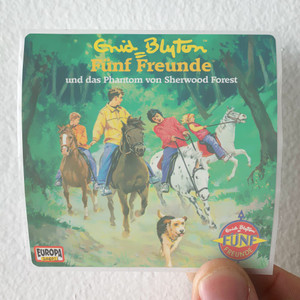 Enid Blyton
Fünf Freunde
und das Phantom von Sherwood Forest
EUROPA
Enid Blyton
FÜNF
FREUNDE